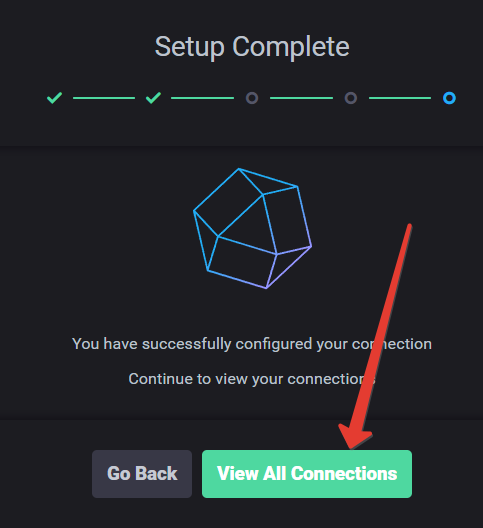 Setup Complete
You have successfully configured your connection
Continue to view your connections
Go Back
View All Connections